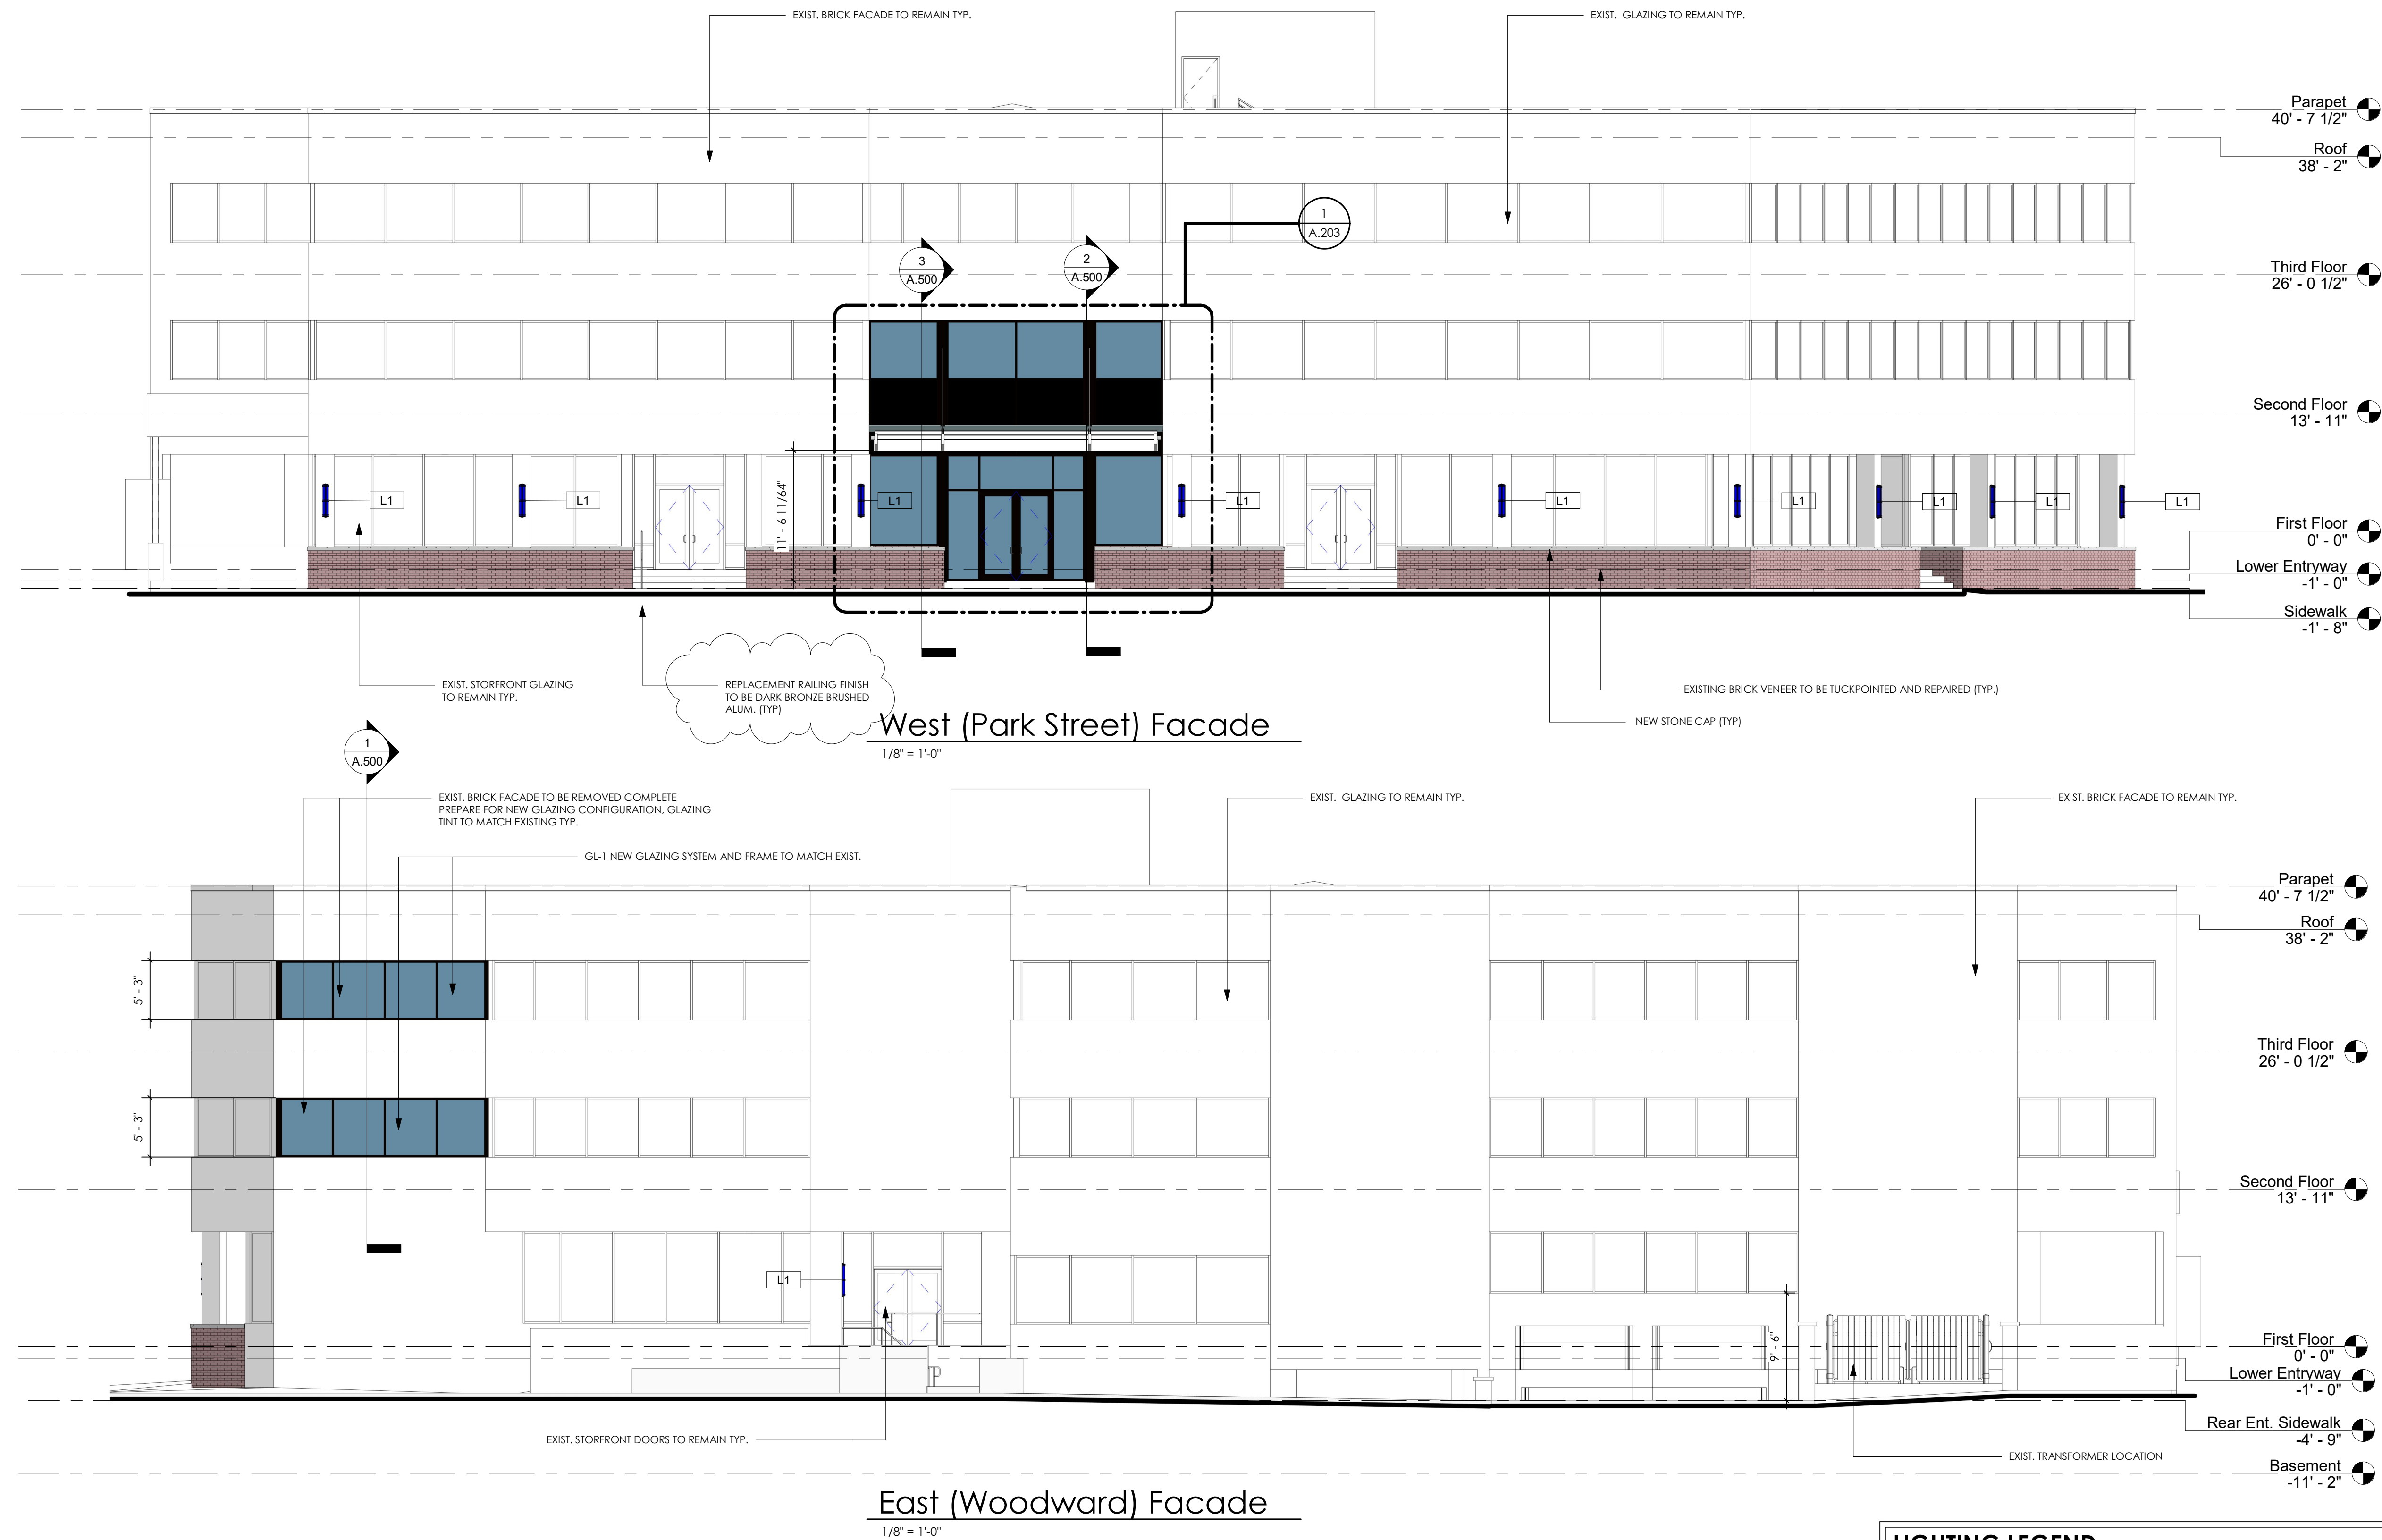 EXIST. BRICK FACADE TO REMAIN TYP.
EXIST. GLAZING TO REMAIN TYP.
Parapet
40' - 7 1/2"
Roof
38' - 2"
1
A.203
3
A.500
2
A.500
Third Floor
26' - 0 1/2"
Second Floor
13' - 11"
11' - 6 11/64"
L1
L1
L1
L1
L1
L1
L1
L1
L1
First Floor
0' - 0"
Lower Entryway
-1' - 0"
Sidewalk
-1' - 8"
EXIST. STORFRONT GLAZING
TO REMAIN TYP.
REPLACEMENT RAILING FINISH
TO BE DARK BRONZE BRUSHED
ALUM. (TYP)
EXISTING BRICK VENEER TO BE TUCKPOINTED AND REPAIRED (TYP.)
NEW STONE CAP (TYP)
West (Park Street) Facade
1/8" = 1'-0"
1
A.500
EXIST. BRICK FACADE TO BE REMOVED COMPLETE
PREPARE FOR NEW GLAZING CONFIGURATION, GLAZING
TINT TO MATCH EXISTING TYP.
GL-1 NEW GLAZING SYSTEM AND FRAME TO MATCH EXIST.
EXIST. GLAZING TO REMAIN TYP.
EXIST. BRICK FACADE TO REMAIN TYP.
Parapet
40' - 7 1/2"
Roof
38' - 2"
5' - 3"
Third Floor
26' - 0 1/2"
5' - 3"
Second Floor
13' - 11"
L1
9' - 6"
First Floor
0' - 0"
Lower Entryway
-1' - 0"
Rear Ent. Sidewalk
-4' - 9"
EXIST. STORFRONT DOORS TO REMAIN TYP.
EXIST. TRANSFORMER LOCATION
Basement
-11' - 2"
East (Woodward) Facade
1/8" = 1'-0"
LIGHTING LEGEND